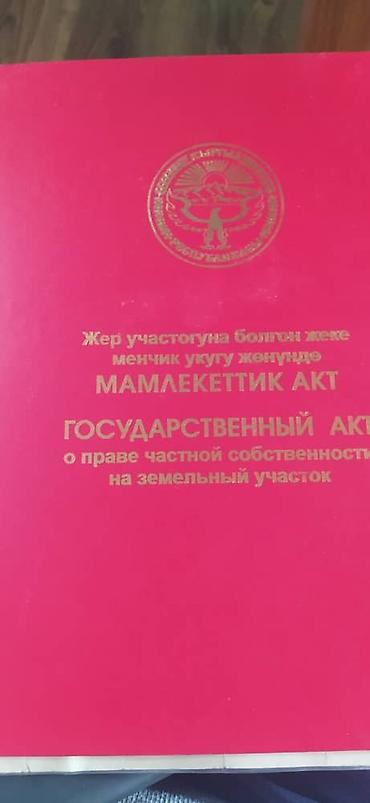 Жер участогуна болгон жеке
менчик укугу жөнүндө
МАМЛЕКЕТТИК АКТ
ГОСУДАРСТВЕННЫЙ АКТ
о праве частной собственности
на земельный участок